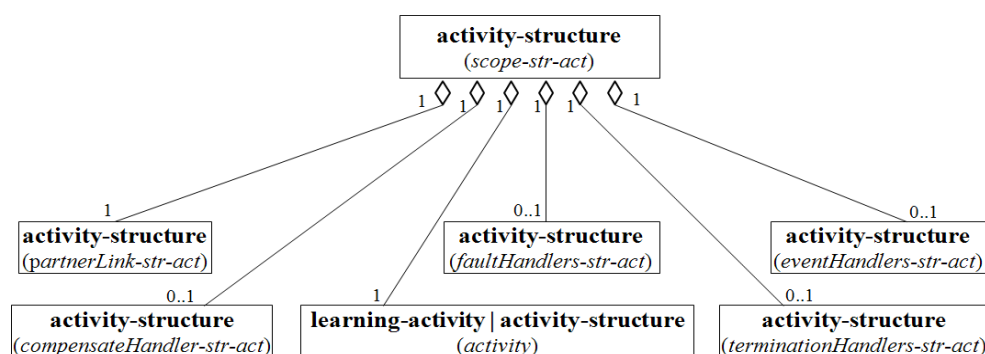 activity-structure
(scope-str-act)
1 1 1 1 1 1
1 0..1 0..1
activity-structure activity-structure activity-structure
(partnerLink-str-act) (faultHandlers-str-act) (eventHandlers-str-act)
0..1 1 0..1
activity-structure learning-activity | activity-structure activity-structure
(compensateHandler-str-act) (activity) (terminationHandlers-str-act)